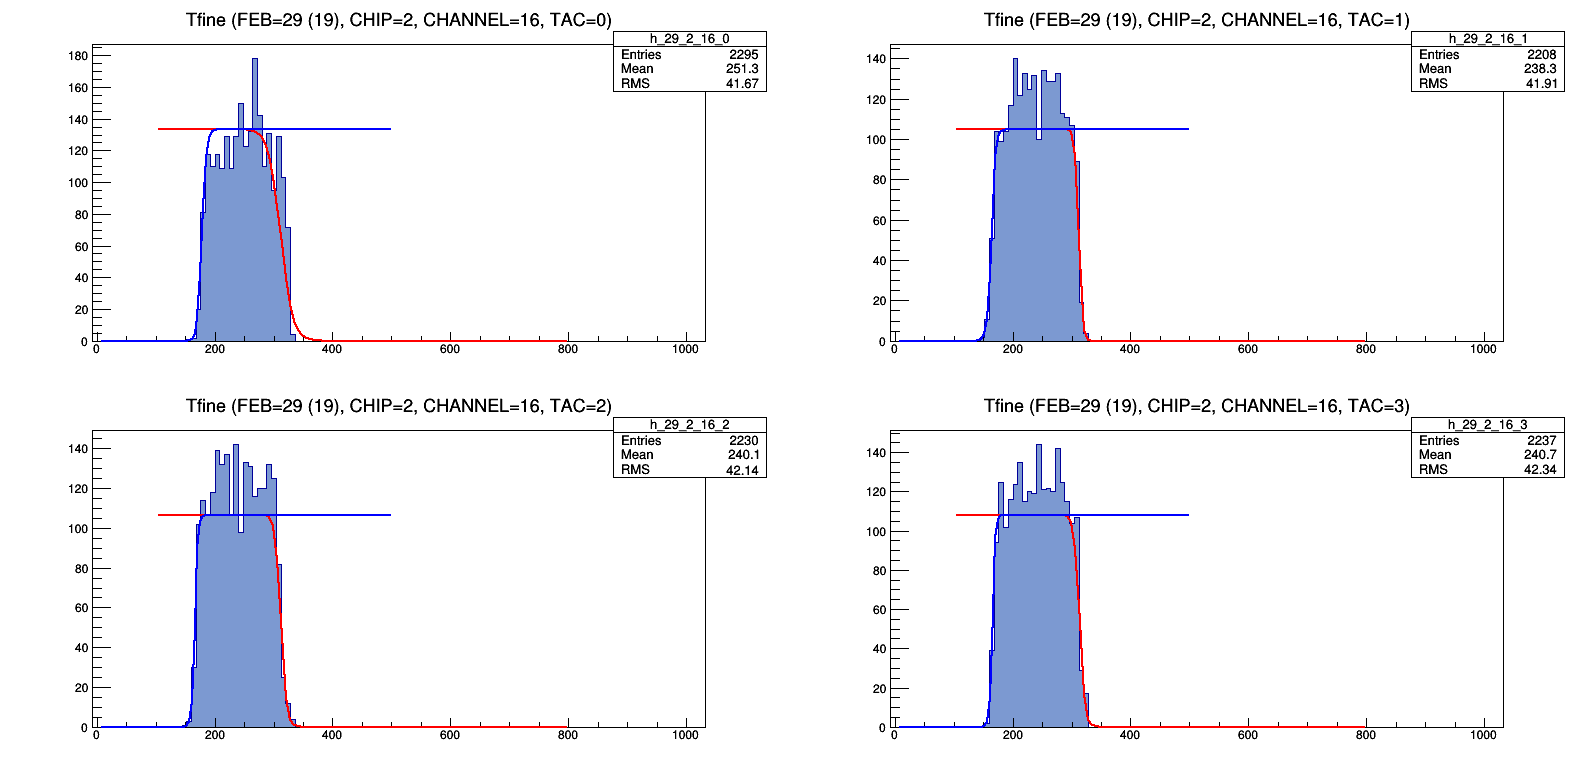 Tfine (FEB=29 (19), CHIP=2, CHANNEL=16, TAC=0)
h_29_2_16_0
Entries 2295
Mean 251.3
RMS 41.67
180
160
140
120
100
80
60
40
20
0
0 200 400 600 800 1000
Tfine (FEB=29 (19), CHIP=2, CHANNEL=16, TAC=1)
h_29_2_16_1
Entries 2208
Mean 238.3
RMS 41.91
140
120
100
80
60
40
20
0
0 200 400 600 800 1000
Tfine (FEB=29 (19), CHIP=2, CHANNEL=16, TAC=2)
h_29_2_16_2
Entries 2230
Mean 240.1
RMS 42.14
140
120
100
80
60
40
20
0
0 200 400 600 800 1000
Tfine (FEB=29 (19), CHIP=2, CHANNEL=16, TAC=3)
h_29_2_16_3
Entries 2237
Mean 240.7
RMS 42.34
140
120
100
80
60
40
20
0
0 200 400 600 800 1000